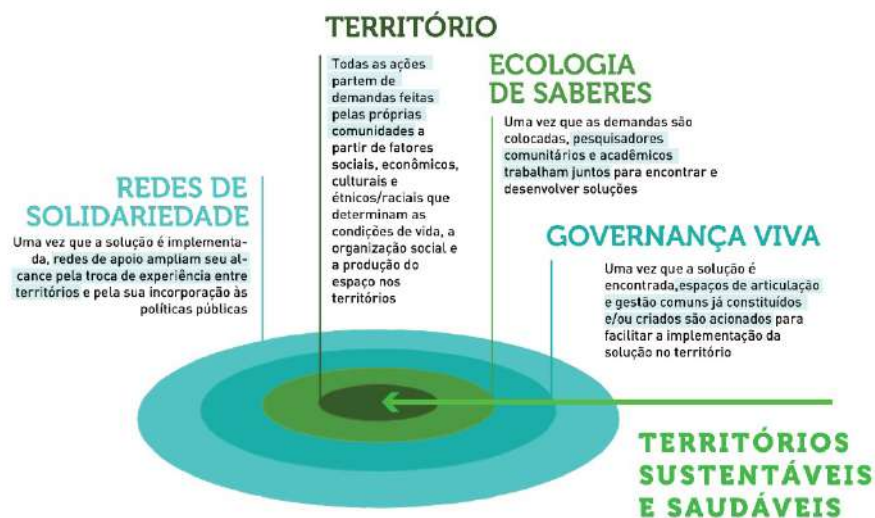 TERRITÓRIO
Todas as ações
partem de
demandas feitas
pelas próprias
comunidades a
partir de fatores
sociais, econômicos,
culturais e
étnicos/raciais que
determinam as
condições de vida, a
organização social e
a produção do
espaço nos
territórios
ECOLOGIA
DE SABERES
Uma vez que as demandas são
colocadas, pesquisadores
comunitários e acadêmicos
trabalham juntos para encontrar e
desenvolver soluções
REDES DE
SOLIDARIEDADE
Uma vez que a solução é implementa-
da, redes de apoio ampliam seu al-
cance pela troca de experiência entre
territórios e pela sua incorporação às
políticas públicas
GOVERNANÇA VIVA
Uma vez que a solução é
encontrada,espaços de articulação
e gestão comuns já constituídos
e/ou criados são acionados para
facilitar a implementação da
solução no território
TERRITÓRIOS
SUSTENTÁVEIS
E SAUDÁVEIS